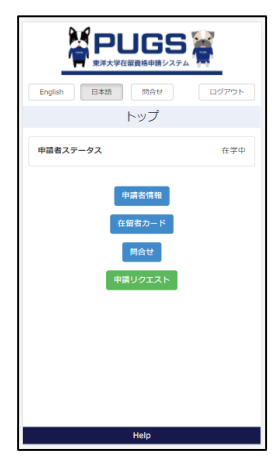 PUGS
東洋大学在留資格申請システム
English 日本語 問合せ ログアウト
トップ
申請者ステータス 在学中
申請者情報
在留者カード
問合せ
申請リクエスト
Help